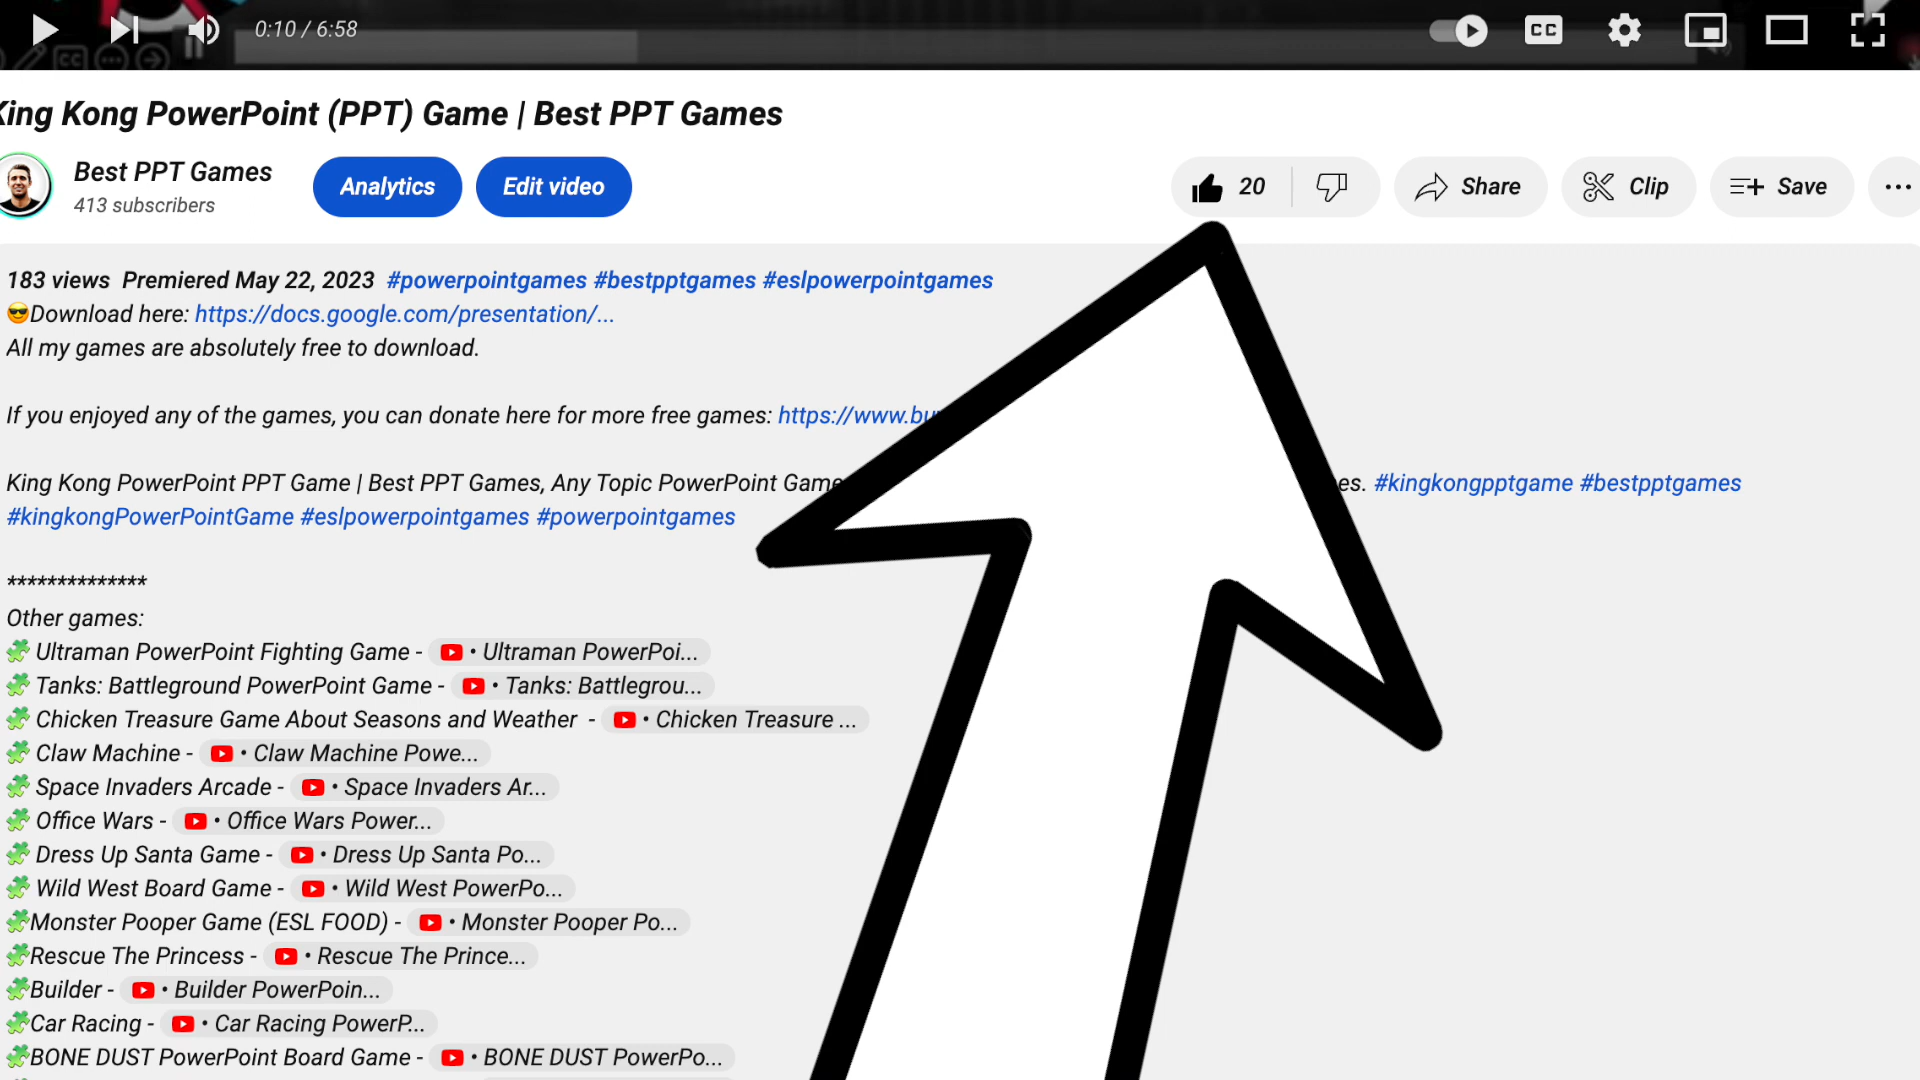 0:10 / 6:58
CC
King Kong PowerPoint (PPT) Game | Best PPT Games
Best PPT Games
413 subscribers
Analytics
Edit video
20
Share
Clip
Save
183 views Premiered May 22, 2023 #powerpointgames #bestpptgames #eslpowerpointgames
😎Download here: https://docs.google.com/presentation/...
All my games are absolutely free to download.
If you enjoyed any of the games, you can donate here for more free games: https://www.bu
King Kong PowerPoint PPT Game | Best PPT Games, Any Topic PowerPoint Game es. #kingkongpptgame #bestpptgames
#kingkongPowerPointGame #eslpowerpointgames #powerpointgames
**************
Other games:
🧩 Ultraman PowerPoint Fighting Game - • Ultraman PowerPoi...
🧩 Tanks: Battleground PowerPoint Game - • Tanks: Battlegrou...
🧩 Chicken Treasure Game About Seasons and Weather - • Chicken Treasure ...
🧩 Claw Machine - • Claw Machine Powe...
🧩 Space Invaders Arcade - • Space Invaders Ar...
🧩 Office Wars - • Office Wars Power...
🧩 Dress Up Santa Game - • Dress Up Santa Po...
🧩 Wild West Board Game - • Wild West PowerPo...
🧩Monster Pooper Game (ESL FOOD) - • Monster Pooper Po...
🧩Rescue The Princess - • Rescue The Prince...
🧩Builder - • Builder PowerPoin...
🧩Car Racing - • Car Racing PowerP...
🧩BONE DUST PowerPoint Board Game - • BONE DUST PowerPo...